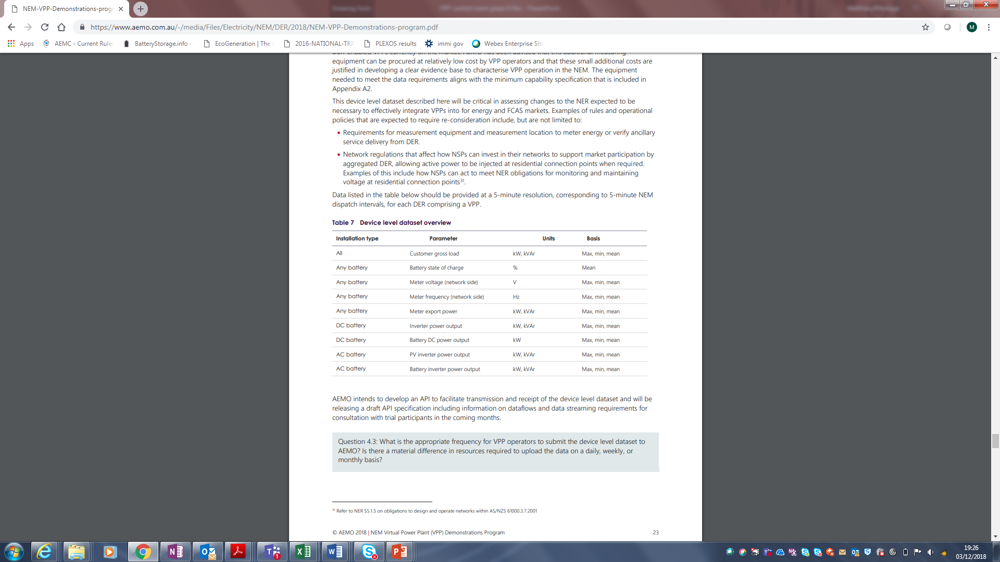 NEM-VPP-Demonstrations-progr
https://www.aemo.com.au/-/media/Files/Electricity/NEM/DER/2018/NEM-VPP-Demonstrations-program.pdf
M
Apps AEMC - Current Rule BatteryStorage.info – EcoGeneration | The 2016-NATIONAL-TRA PLEXOS results immi gov Webex Enterprise Site
DER-enabled VPPs currently on the market. AEMO has been advised that this additional measuring
equipment can be procured at relatively low cost by VPP operators and that these small additional costs are
justified in developing a clear evidence base to characterise VPP operation in the NEM. The equipment
needed to meet the data requirements aligns with the minimum capability specification that is included in
Appendix A2.
This device level dataset described here will be critical in assessing changes to the NER expected to be
necessary to effectively integrate VPPs into for energy and FCAS markets. Examples of rules and operational
policies that are expected to require re-consideration include, but are not limited to:
• Requirements for measurement equipment and measurement location to meter energy or verify ancillary
service delivery from DER.
• Network regulations that affect how NSPs can invest in their networks to support market participation by
aggregated DER, allowing active power to be injected at residential connection points when required.
Examples of this include how NSPs can act to meet NER obligations for monitoring and maintaining
voltage at residential connection points31.
Data listed in the table below should be provided at a 5-minute resolution, corresponding to 5-minute NEM
dispatch intervals, for each DER comprising a VPP.
Table 7 Device level dataset overview
Installation type Parameter Units Basis
All Customer gross load kW, kVAr Max, min, mean
Any battery Battery state of charge % Mean
Any battery Meter voltage (network side) V Max, min, mean
Any battery Meter frequency (network side) Hz Max, min, mean
Any battery Meter export power kW, kVAr Max, min, mean
DC battery Inverter power output kW, kVAr Max, min, mean
DC battery Battery DC power output kW Max, min, mean
AC battery PV inverter power output kW, kVAr Max, min, mean
AC battery Battery inverter power output kW, kVAr Max, min, mean
AEMO intends to develop an API to facilitate transmission and receipt of the device level dataset and will be
releasing a draft API specification including information on dataflows and data streaming requirements for
consultation with trial participants in the coming months.
Question 4.3: What is the appropriate frequency for VPP operators to submit the device level dataset to
AEMO? Is there a material difference in resources required to upload the data on a daily, weekly, or
monthly basis?
31 Refer to NER S5.1.5 on obligations to design and operate networks within AS/NZS 61000.3.7:2001
© AEMO 2018 | NEM Virtual Power Plant (VPP) Demonstrations Program 23
19:26
03/12/2018